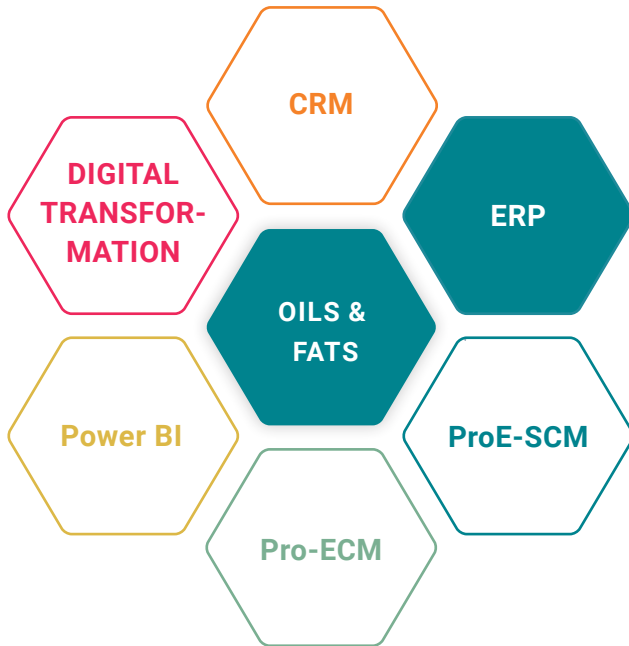 CRM
DIGITAL
TRANSFOR-
MATION
ERP
OILS &
FATS
Power BI
ProE-SCM
Pro-ECM